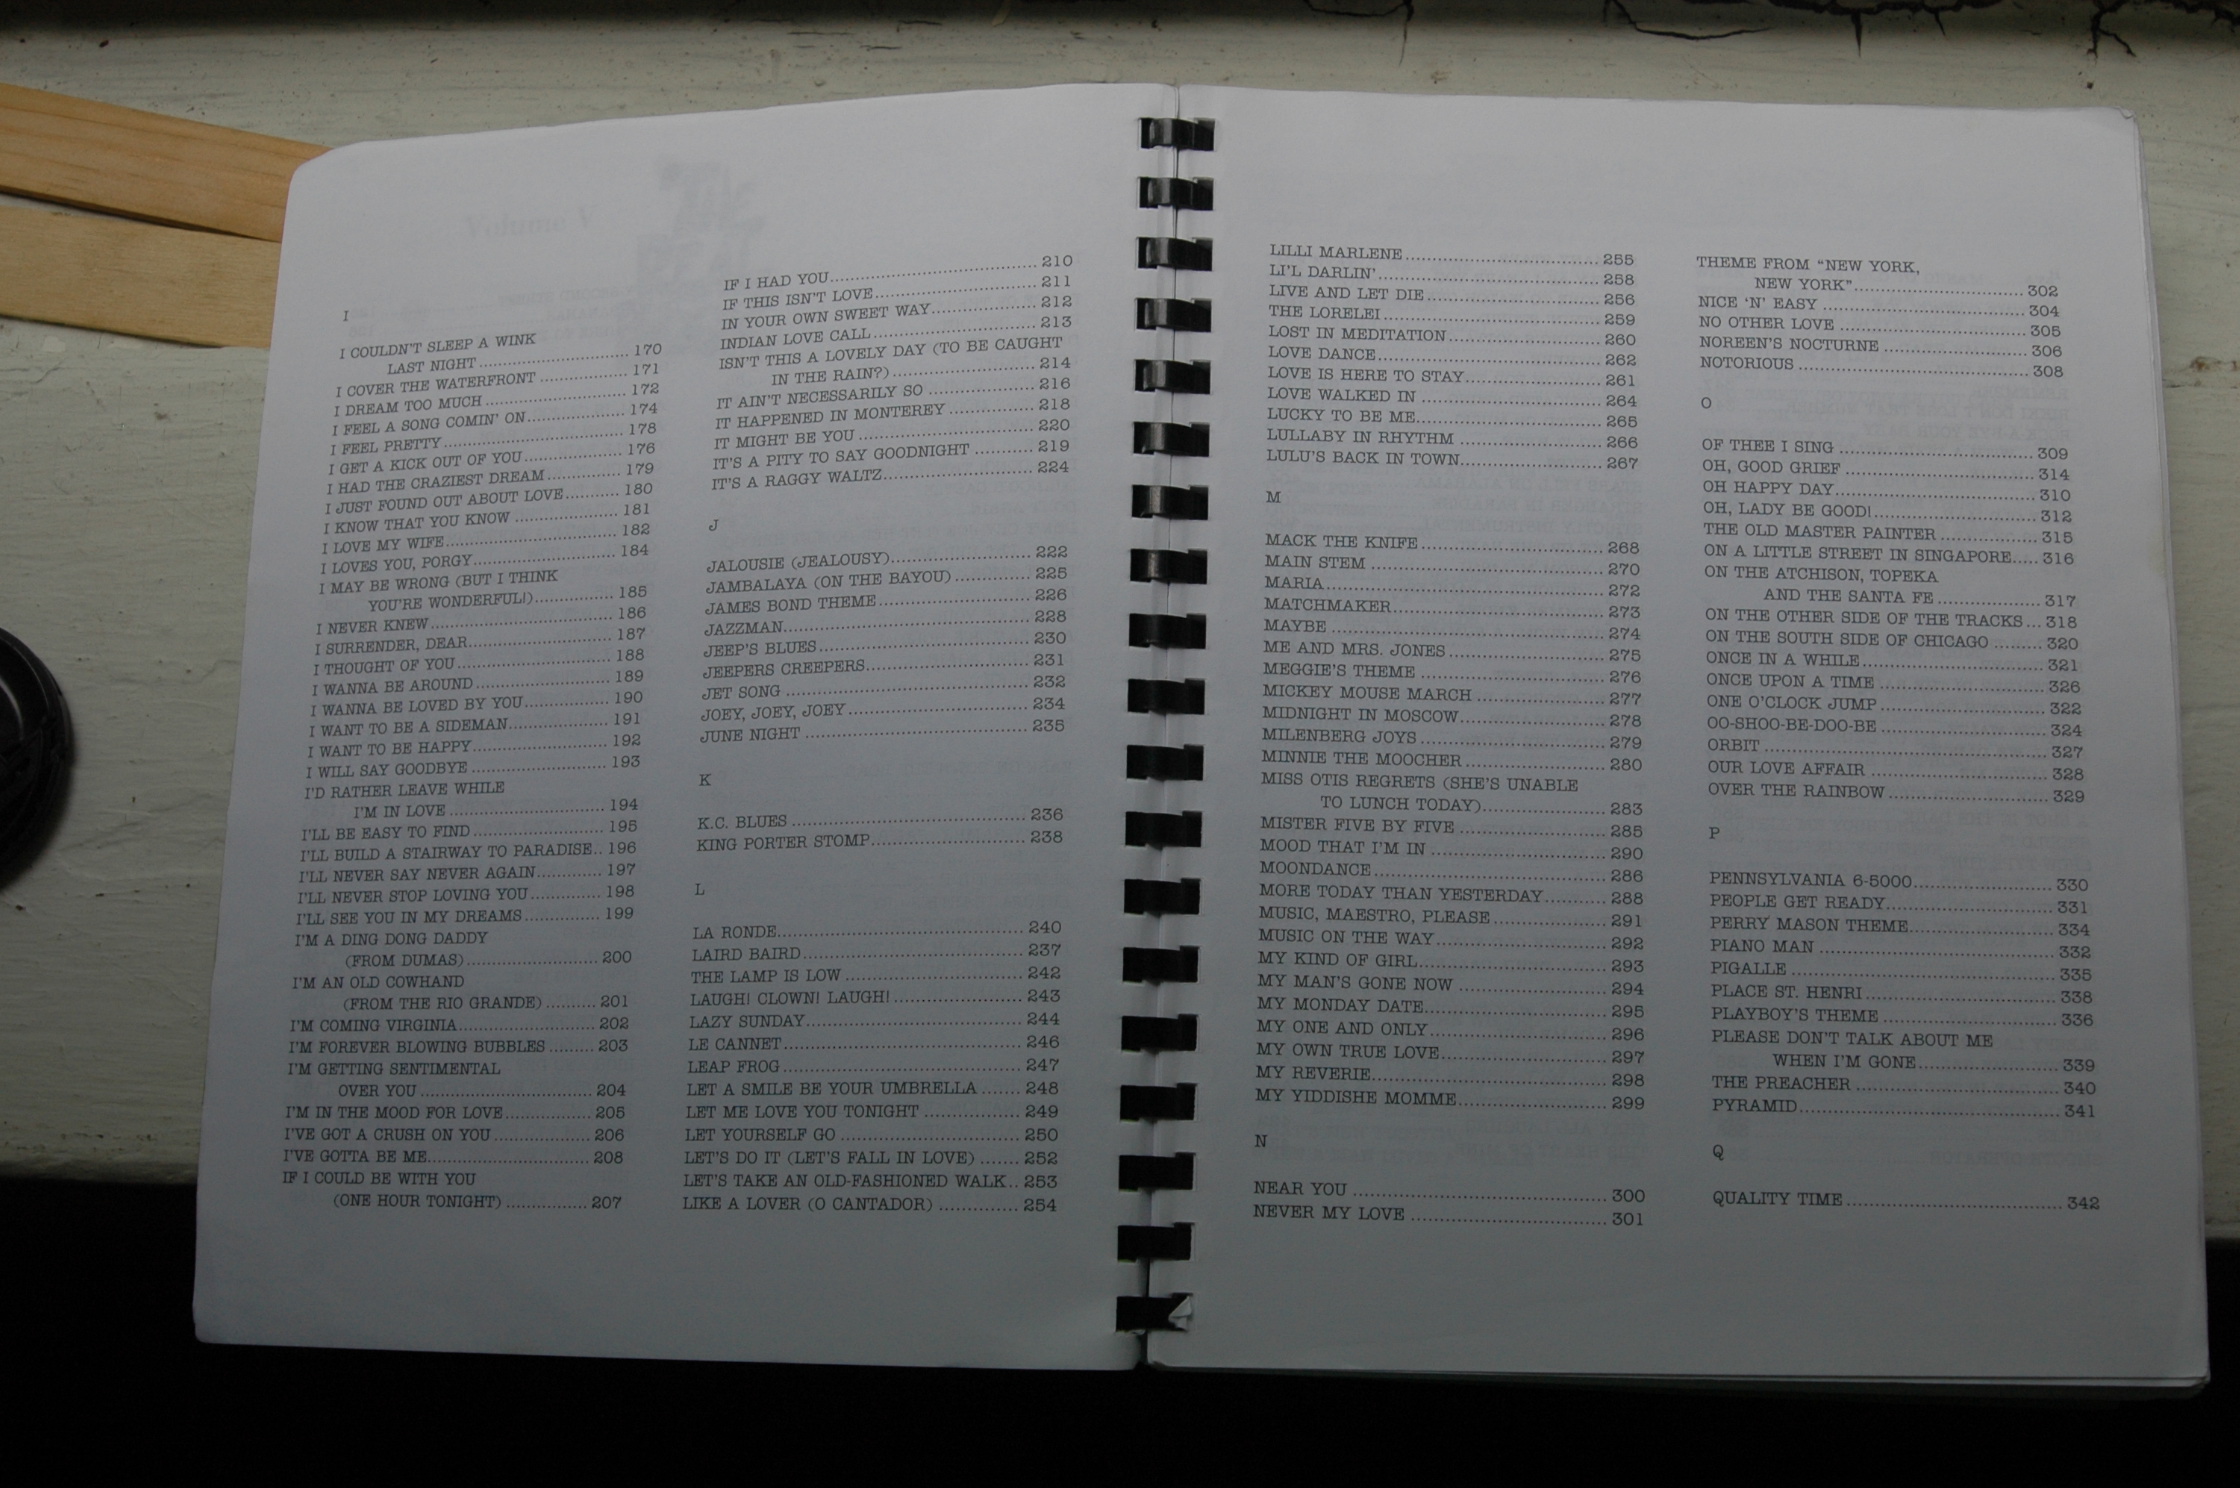 I
I COULDN'T SLEEP A WINK
LAST NIGHT.......................... 170
I COVER THE WATERFRONT ................ 171
I DREAM TOO MUCH ........................ 172
I FEEL A SONG COMIN' ON................. 174
I FEEL PRETTY............................... 178
I GET A KICK OUT OF YOU................. 176
I HAD THE CRAZIEST DREAM............. 179
I JUST FOUND OUT ABOUT LOVE......... 180
I KNOW THAT YOU KNOW ................. 181
I LOVE MY WIFE............................. 182
I LOVES YOU, PORGY....................... 184
I MAY BE WRONG (BUT I THINK
YOU'RE WONDERFUL!)............. 185
I NEVER KNEW.............................. 186
I SURRENDER, DEAR....................... 187
I THOUGHT OF YOU......................... 188
I WANNA BE AROUND ..................... 189
I WANNA BE LOVED BY YOU............. 190
I WANT TO BE A SIDEMAN................ 191
I WANT TO BE HAPPY...................... 192
I WILL SAY GOODBYE ...................... 193
I'D RATHER LEAVE WHILE
I'M IN LOVE .......................... 194
I'LL BE EASY TO FIND ...................... 195
I'LL BUILD A STAIRWAY TO PARADISE.. 196
I'LL NEVER SAY NEVER AGAIN............ 197
I'LL NEVER STOP LOVING YOU ........... 198
I'LL SEE YOU IN MY DREAMS.............. 199
I'M A DING DONG DADDY
(FROM DUMAS)...................... 200
I'M AN OLD COWHAND
(FROM THE RIO GRANDE).......... 201
I'M COMING VIRGINIA....................... 202
I'M FOREVER BLOWING BUBBLES ......... 203
I'M GETTING SENTIMENTAL
OVER YOU ............................. 204
I'M IN THE MOOD FOR LOVE............... 205
I'VE GOT A CRUSH ON YOU................. 206
I'VE GOTTA BE ME............................ 208
IF I COULD BE WITH YOU
(ONE HOUR TONIGHT) ............... 207
IF I HAD YOU.................................. 210
IF THIS ISN'T LOVE........................... 211
IN YOUR OWN SWEET WAY................. 212
INDIAN LOVE CALL........................... 213
ISN'T THIS A LOVELY DAY (TO BE CAUGHT
IN THE RAIN?) ........................ 214
IT AIN'T NECESSARILY SO .................. 216
IT HAPPENED IN MONTEREY .............. 218
IT MIGHT BE YOU ............................ 220
IT'S A PITY TO SAY GOODNIGHT .......... 219
IT'S A RAGGY WALTZ......................... 224
J
JALOUSIE (JEALOUSY)....................... 222
JAMBALAYA (ON THE BAYOU) ............. 225
JAMES BOND THEME........................ 226
JAZZMAN...................................... 228
JEEP'S BLUES................................. 230
JEEPERS CREEPERS.......................... 231
JET SONG ..................................... 232
JOEY, JOEY, JOEY............................ 234
JUNE NIGHT .................................. 235
K
K.C. BLUES .................................... 236
KING PORTER STOMP........................ 238
L
LA RONDE..................................... 240
LAIRD BAIRD.................................. 237
THE LAMP IS LOW ............................ 242
LAUGH! CLOWN! LAUGH! .................... 243
LAZY SUNDAY................................. 244
LE CANNET.................................... 246
LEAP FROG .................................... 247
LET A SMILE BE YOUR UMBRELLA ...... 248
LET ME LOVE YOU TONIGHT ............... 249
LET YOURSELF GO ........................... 250
LET'S DO IT (LET'S FALL IN LOVE) ....... 252
LET'S TAKE AN OLD-FASHIONED WALK.. 253
LIKE A LOVER (O CANTADOR) ............. 254
LILLI MARLENE................................ 255
LI'L DARLIN'................................... 258
LIVE AND LET DIE ............................ 256
THE LORELEI .................................. 259
LOST IN MEDITATION ........................ 260
LOVE DANCE................................... 262
LOVE IS HERE TO STAY...................... 261
LOVE WALKED IN ............................. 264
LUCKY TO BE ME.............................. 265
LULLABY IN RHYTHM ....................... 266
LULU'S BACK IN TOWN....................... 267
M
MACK THE KNIFE.............................. 268
MAIN STEM .................................... 270
MARIA........................................... 272
MATCHMAKER................................. 273
MAYBE .......................................... 274
ME AND MRS. JONES ........................ 275
MEGGIE'S THEME ............................. 276
MICKEY MOUSE MARCH .................... 277
MIDNIGHT IN MOSCOW....................... 278
MILENBERG JOYS ............................. 279
MINNIE THE MOOCHER ..................... 280
MISS OTIS REGRETS (SHE'S UNABLE
TO LUNCH TODAY)..................... 283
MISTER FIVE BY FIVE ........................ 285
MOOD THAT I'M IN ............................ 290
MOONDANCE................................... 286
MORE TODAY THAN YESTERDAY........... 288
MUSIC, MAESTRO, PLEASE .................. 291
MUSIC ON THE WAY........................... 292
MY KIND OF GIRL.............................. 293
MY MAN'S GONE NOW ....................... 294
MY MONDAY DATE............................ 295
MY ONE AND ONLY............................ 296
MY OWN TRUE LOVE.......................... 297
MY REVERIE.................................... 298
MY YIDDISHE MOMME....................... 299
N
NEAR YOU ...................................... 300
NEVER MY LOVE .............................. 301
THEME FROM "NEW YORK,
NEW YORK"............................ 302
NICE 'N' EASY ................................. 304
NO OTHER LOVE ............................... 305
NOREEN'S NOCTURNE ....................... 306
NOTORIOUS .................................... 308
O
OF THEE I SING ................................ 309
OH, GOOD GRIEF ............................... 314
OH HAPPY DAY................................. 310
OH, LADY BE GOOD! ........................... 312
THE OLD MASTER PAINTER ................ 315
ON A LITTLE STREET IN SINGAPORE..... 316
ON THE ATCHISON, TOPEKA
AND THE SANTA FE ................. 317
ON THE OTHER SIDE OF THE TRACKS... 318
ON THE SOUTH SIDE OF CHICAGO ........ 320
ONCE IN A WHILE.............................. 321
ONCE UPON A TIME ........................... 326
ONE O'CLOCK JUMP ........................... 322
OO-SHOO-BE-DOO-BE .......................... 324
ORBIT ........................................... 327
OUR LOVE AFFAIR ............................. 328
OVER THE RAINBOW ......................... 329
P
PENNSYLVANIA 6-5000....................... 330
PEOPLE GET READY........................... 331
PERRY MASON THEME....................... 334
PIANO MAN ..................................... 332
PIGALLE ......................................... 335
PLACE ST. HENRI............................... 338
PLAYBOY'S THEME ............................ 336
PLEASE DON'T TALK ABOUT ME
WHEN I'M GONE....................... 339
THE PREACHER ................................ 340
PYRAMID........................................ 341
Q
QUALITY TIME .................................. 342